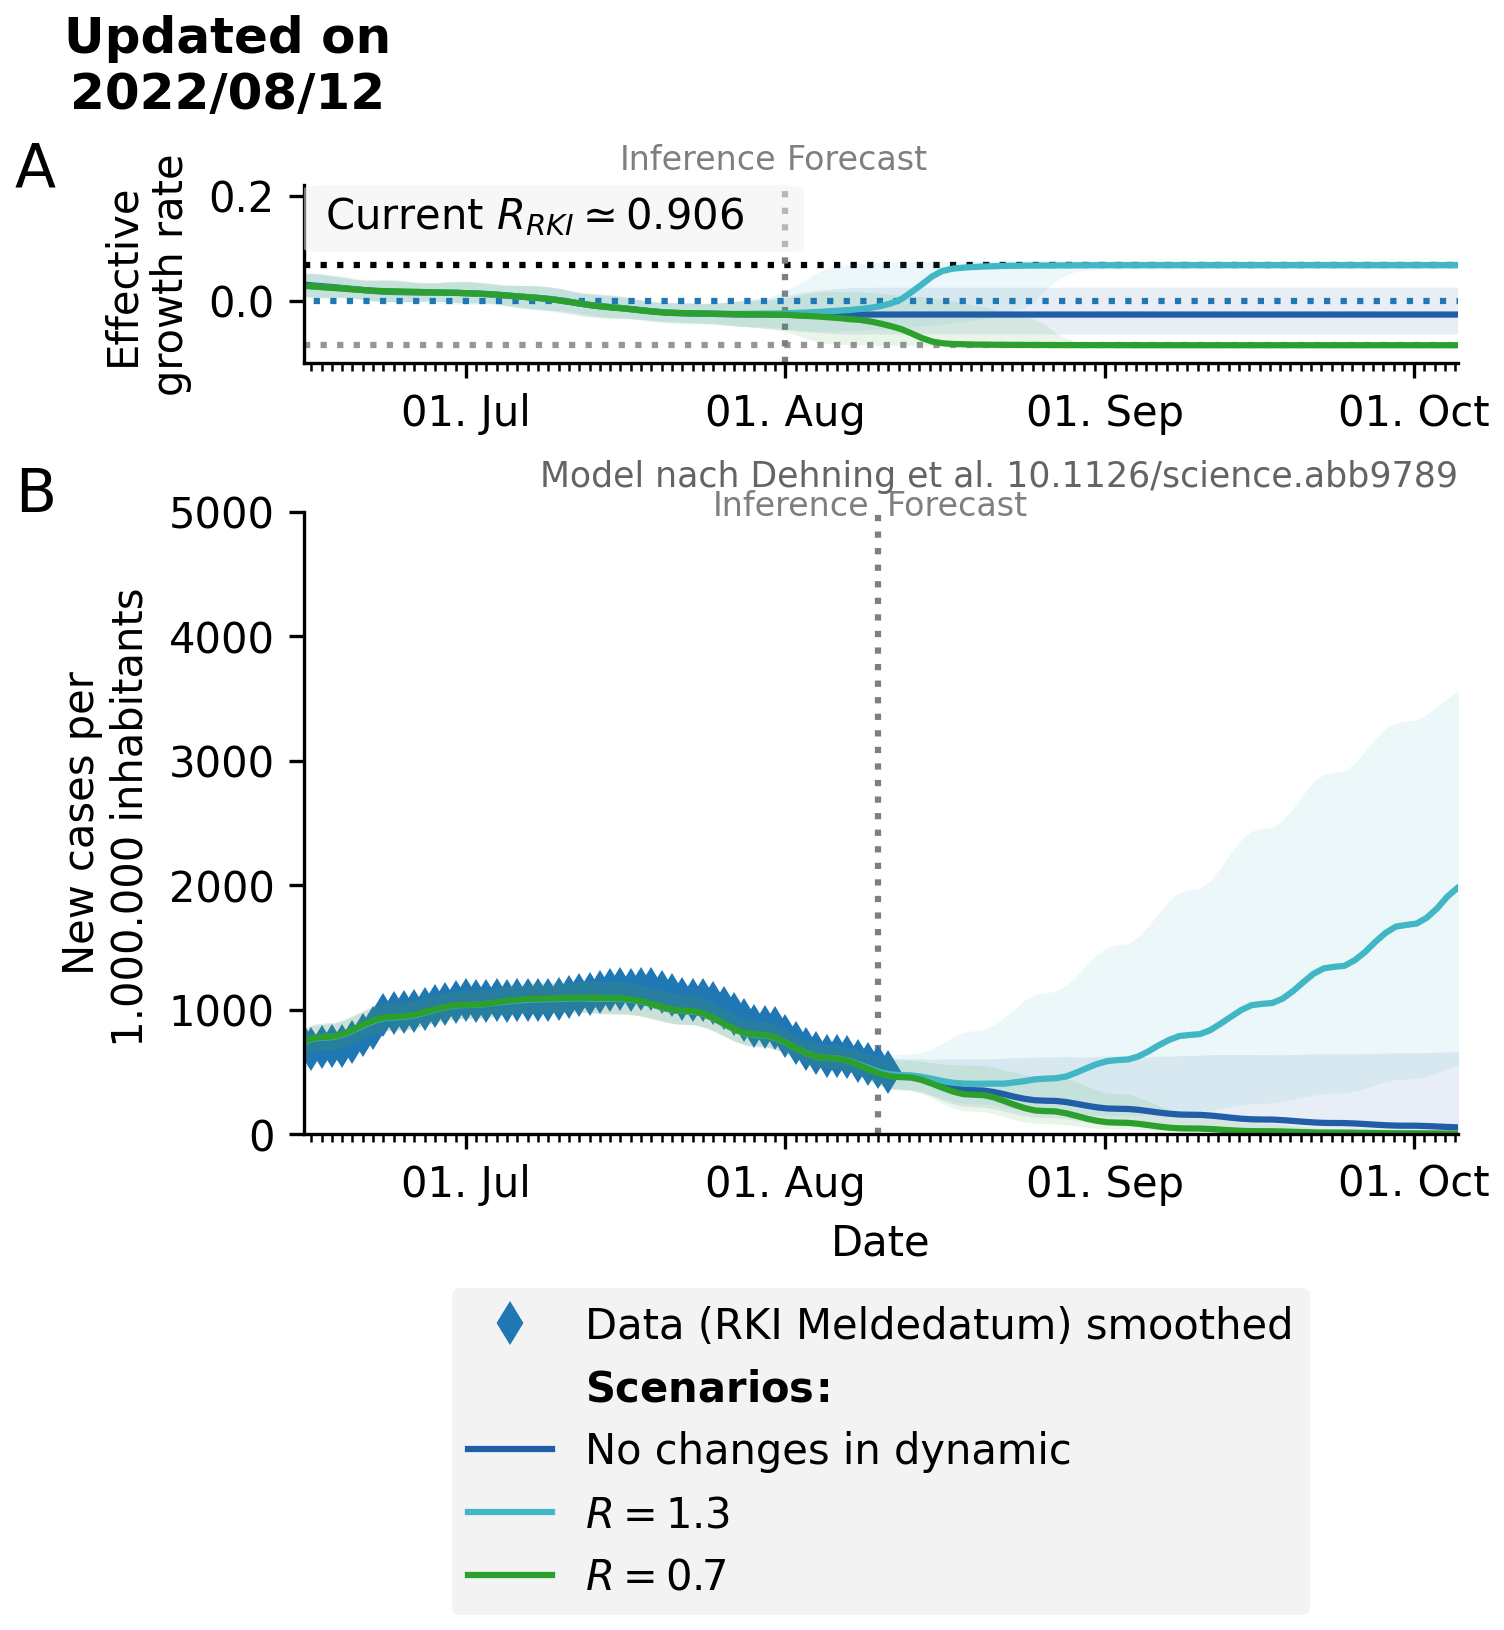 Updated on
2022/08/12
A
Inference Forecast
Effective
growth rate
0.2
0.0
Current R_RKI ≃ 0.906
01. Jul
01. Aug
01. Sep
01. Oct
B
Model nach Dehning et al. 10.1126/science.abb9789
Inference Forecast
New cases per
1.000.000 inhabitants
5000
4000
3000
2000
1000
0
01. Jul
01. Aug
01. Sep
01. Oct
Date
Data (RKI Meldedatum) smoothed
Scenarios:
No changes in dynamic
R = 1.3
R = 0.7